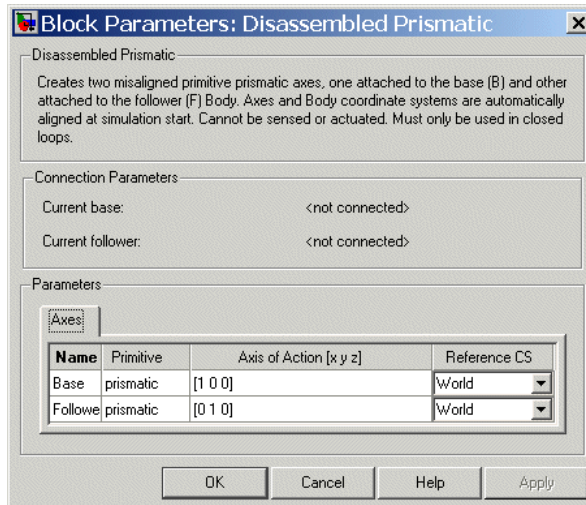 Block Parameters: Disassembled Prismatic
Disassembled Prismatic
Creates two misaligned primitive prismatic axes, one attached to the base (B) and other
attached to the follower (F) Body. Axes and Body coordinate systems are automatically
aligned at simulation start. Cannot be sensed or actuated. Must only be used in closed
loops.
Connection Parameters
Current base: <not connected>
Current follower: <not connected>
Parameters
Axes
Name Primitive Axis of Action [x y z] Reference CS
Base prismatic [1 0 0] World
Followe prismatic [0 1 0] World
OK Cancel Help Apply